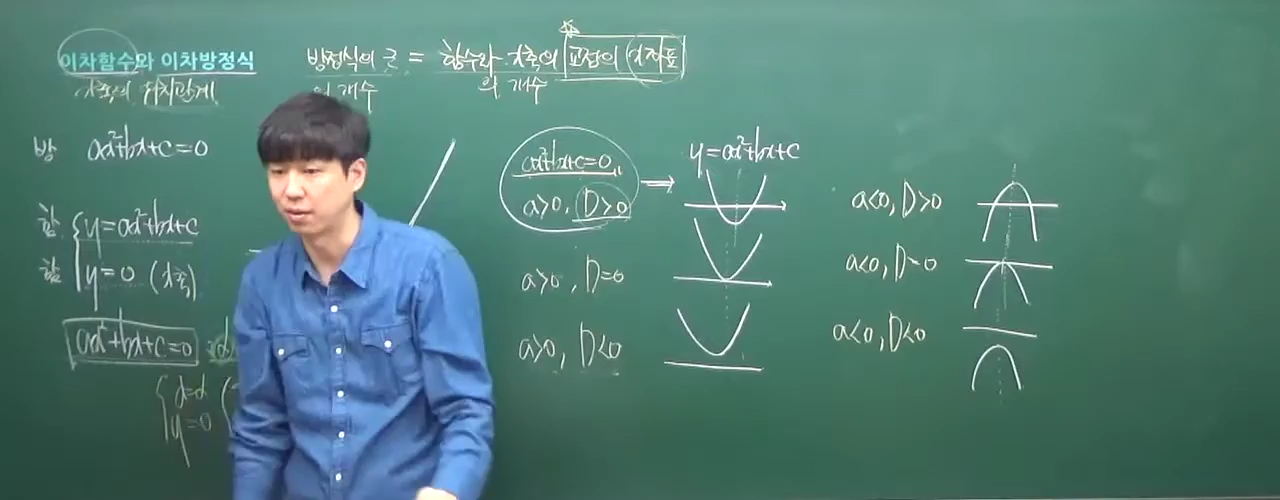 이차함수와 이차방정식
x축의 위치관계
방정식의 근 = 함수와 x축의 교점의 x좌표
의 개수 의 개수
방 ax²+bx+c=0
함 y=ax²+bx+c
함 y=0 (x축)
ax²+bx+c=0
x=α
y=0
ax²+bx+c=0
a>0, D>0
y=ax²+bx+c
a>0, D=0
a>0, D<0
a<0, D>0
a<0, D=0
a<0, D<0